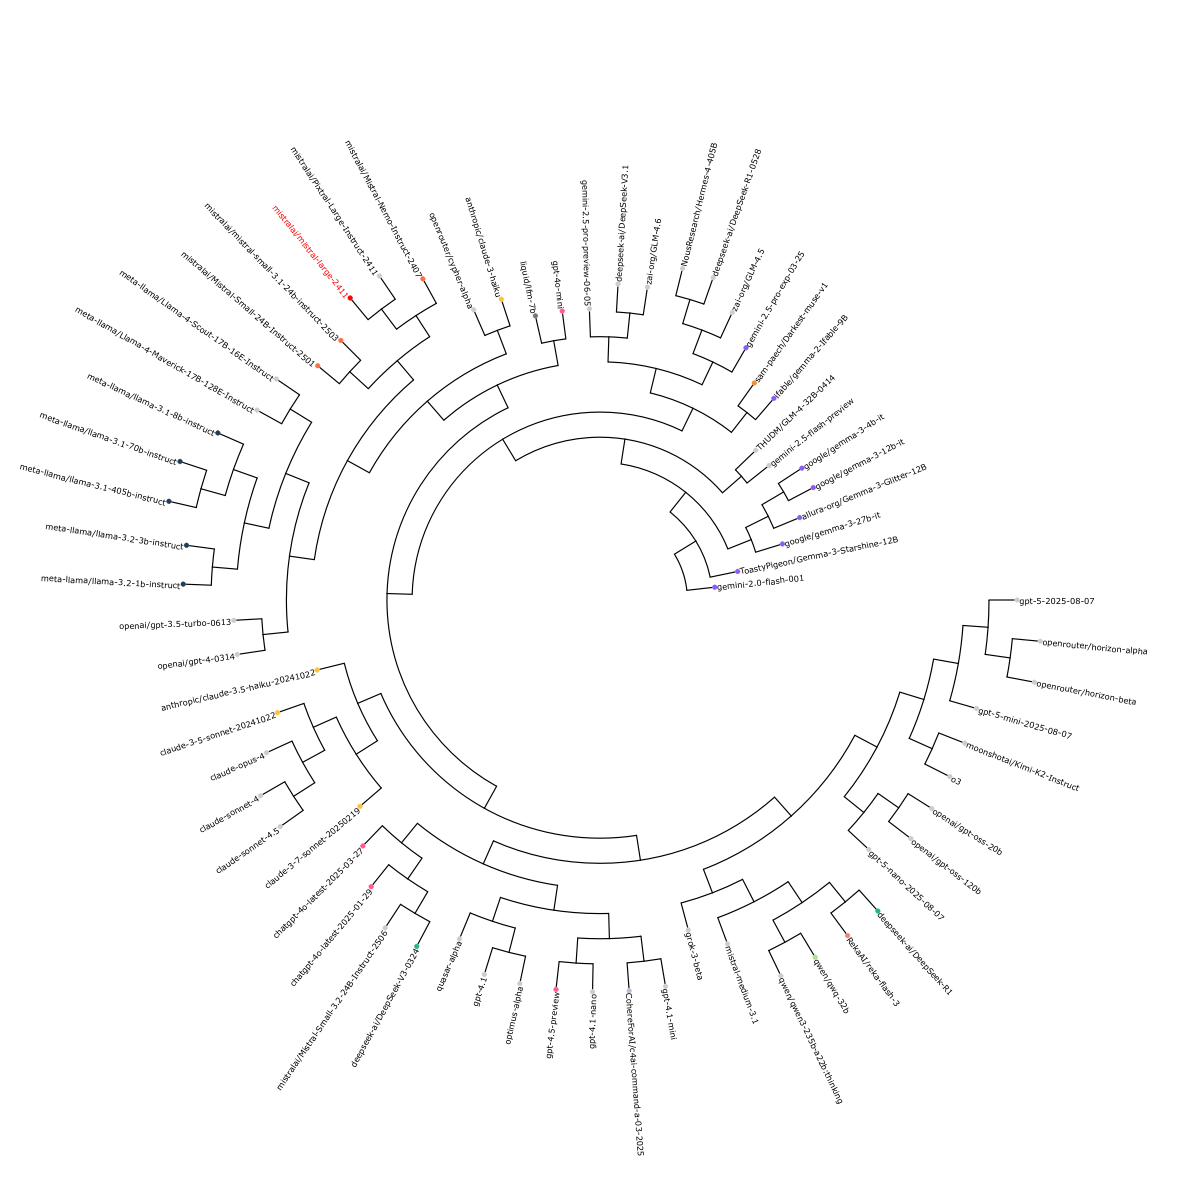 mistralai/Mistral-Nemo-Instruct-2407
mistralai/Pixtral-Large-Instruct-2411
mistralai/mistral-large-2411
mistralai/mistral-small-3.1-24b-instruct-2503
mistralai/Mistral-Small-24B-Instruct-2501
meta-llama/Llama-4-Scout-17B-16E-Instruct
meta-llama/Llama-4-Maverick-17B-128E-Instruct
meta-llama/llama-3.1-8b-instruct
meta-llama/llama-3.1-70b-instruct
meta-llama/llama-3.1-405b-instruct
meta-llama/llama-3.2-3b-instruct
meta-llama/llama-3.2-1b-instruct
openai/gpt-3.5-turbo-0613
openai/gpt-4-0314
anthropic/claude-3.5-haiku-20241022
claude-3-5-sonnet-20241022
claude-opus-4
claude-sonnet-4
claude-sonnet-4.5
claude-3-7-sonnet-20250219
chatgpt-4o-latest-2025-03-27
chatgpt-4o-latest-2025-01-29
mistralai/Mistral-Small-3.2-24B-Instruct-2506
deepseek-ai/DeepSeek-V3-0324
quasar-alpha
gpt-4.1
optimus-alpha
gpt-4.5-preview
gpt-4.1-nano
CohereForAI/c4ai-command-a-03-2025
gpt-4.1-mini
grok-3-beta
mistral-medium-3.1
qwen/qwen3-235b-a22b:thinking
qwen/qwq-32b
RekaAI/reka-flash-3
deepseek-ai/DeepSeek-R1
gpt-5-nano-2025-08-07
openai/gpt-oss-120b
openai/gpt-oss-20b
o3
moonshotai/Kimi-K2-Instruct
gpt-5-mini-2025-08-07
openrouter/horizon-beta
openrouter/horizon-alpha
gpt-5-2025-08-07
gemini-2.0-flash-001
ToastyPigeon/Gemma-3-Starshine-12B
google/gemma-3-27b-it
allura-org/Gemma-3-Glitter-12B
google/gemma-3-12b-it
google/gemma-3-4b-it
gemini-2.5-flash-preview
THUDM/GLM-4-32B-0414
ifable/gemma-2-Ifable-9B
sam-paech/Darkest-muse-v1
gemini-2.5-pro-exp-03-25
zai-org/GLM-4.5
deepseek-ai/DeepSeek-R1-0528
NousResearch/Hermes-4-405B
zai-org/GLM-4.6
deepseek-ai/DeepSeek-V3.1
gemini-2.5-pro-preview-06-05
gpt-4o-mini
liquid/lfm-7b
anthropic/claude-3-haiku
openrouter/cypher-alpha